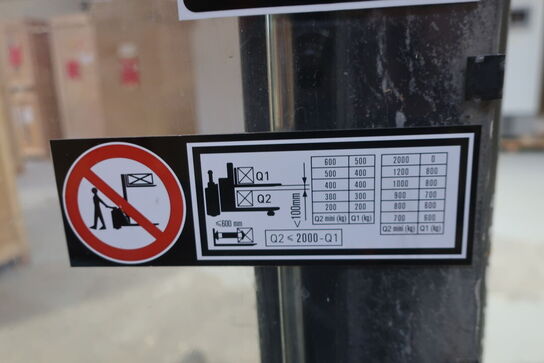 Q1
Q2
<100mm
≤600 mm
Q2 ≤ 2000-Q1
600 500
500 400
400 400
300 300
200 200
Q2 mini (kg) Q1 (kg)
2000 0
1200 800
1000 800
900 700
800 600
700 600
Q2 mini (kg) Q1 (kg)